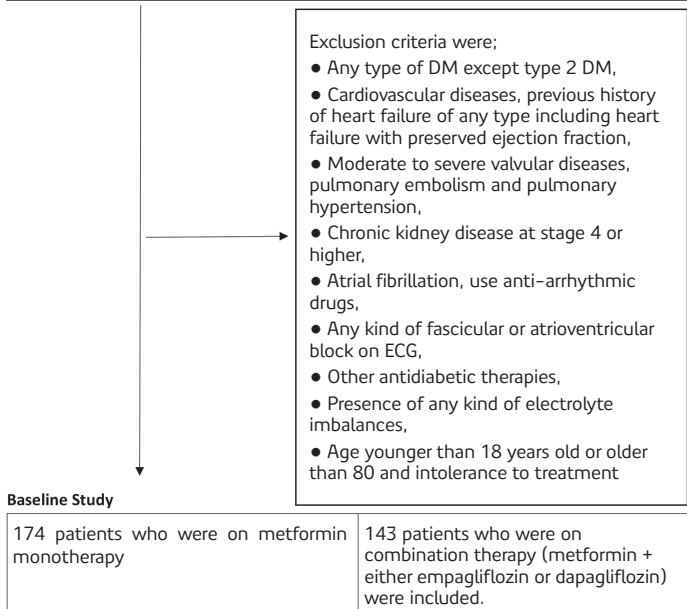 Exclusion criteria were;
● Any type of DM except type 2 DM,
● Cardiovascular diseases, previous history
of heart failure of any type including heart
failure with preserved ejection fraction,
● Moderate to severe valvular diseases,
pulmonary embolism and pulmonary
hypertension,
● Chronic kidney disease at stage 4 or
higher,
● Atrial fibrillation, use anti-arrhythmic
drugs,
● Any kind of fascicular or atrioventricular
block on ECG,
● Other antidiabetic therapies,
● Presence of any kind of electrolyte
imbalances,
● Age younger than 18 years old or older
than 80 and intolerance to treatment
Baseline Study
174 patients who were on metformin
monotherapy
143 patients who were on
combination therapy (metformin +
either empagliflozin or dapagliflozin)
were included.